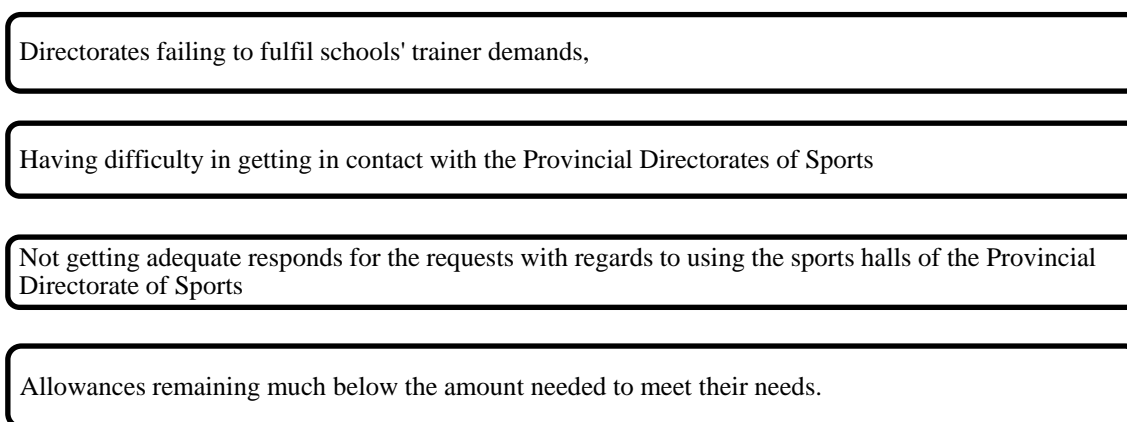 Directorates failing to fulfil schools' trainer demands,
Having difficulty in getting in contact with the Provincial Directorates of Sports
Not getting adequate responds for the requests with regards to using the sports halls of the Provincial
Directorate of Sports
Allowances remaining much below the amount needed to meet their needs.